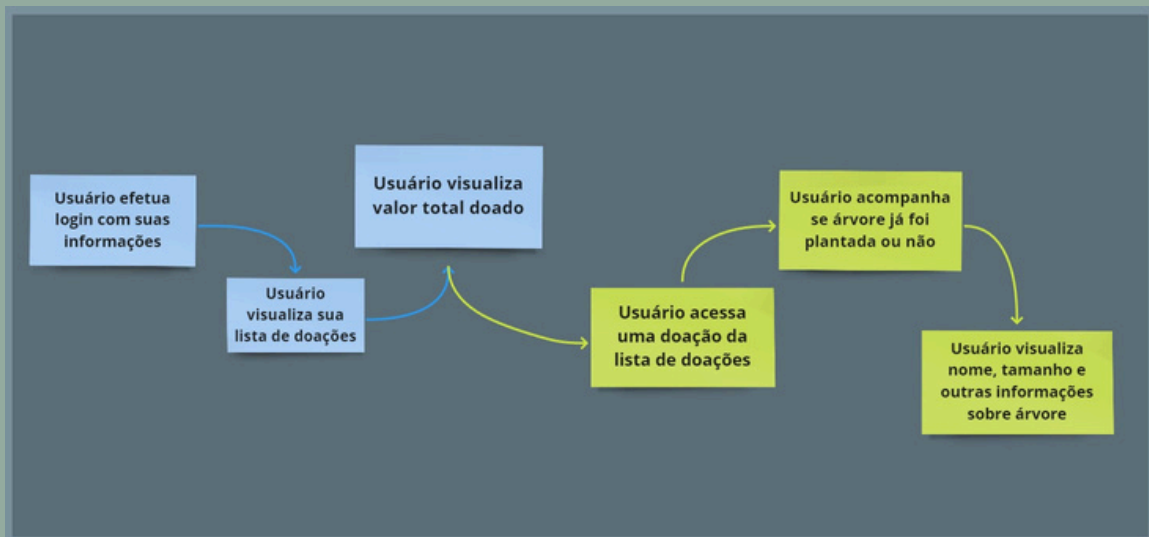 Usuário efetua
login com suas
informações
Usuário
visualiza sua
lista de doações
Usuário visualiza
valor total doado
Usuário acessa
uma doação da
lista de doações
Usuário acompanha
se árvore já foi
plantada ou não
Usuário visualiza
nome, tamanho e
outras informações
sobre árvore